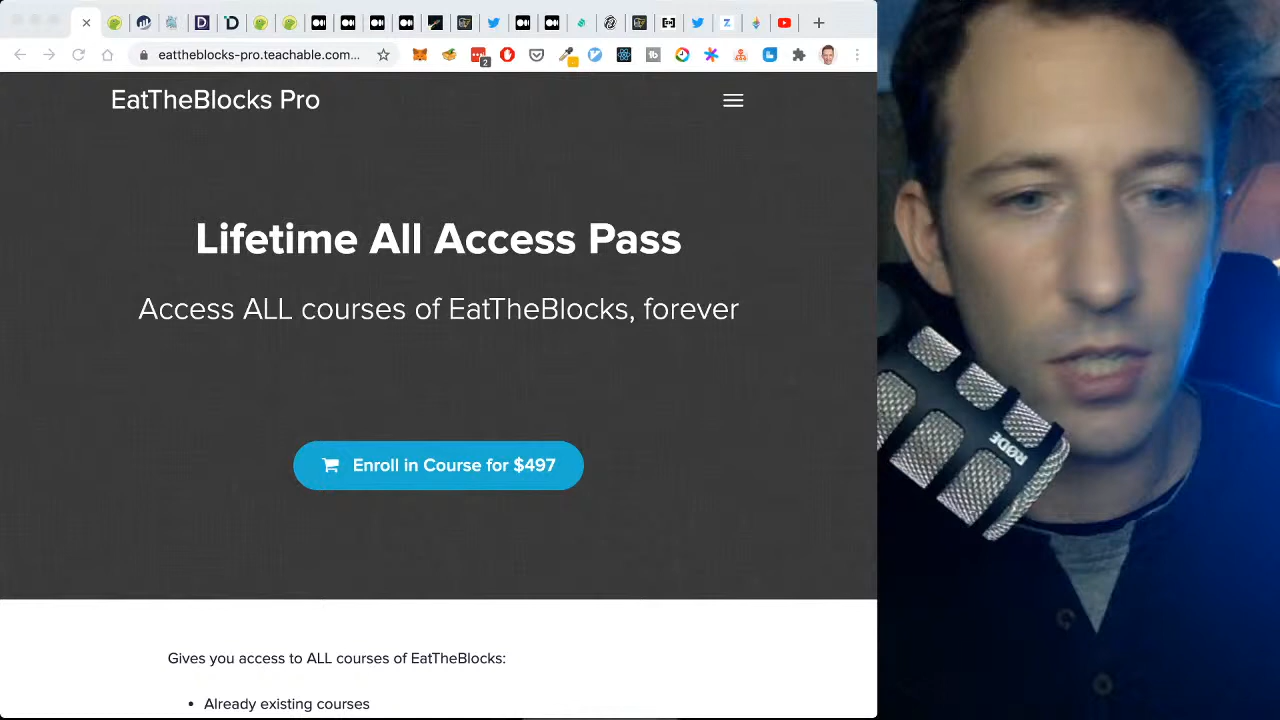 eattheblocks-pro.teachable.com...
2
EatTheBlocks Pro
Lifetime All Access Pass
Access ALL courses of EatTheBlocks, forever
Enroll in Course for $497
RØDE
Gives you access to ALL courses of EatTheBlocks:
• Already existing courses